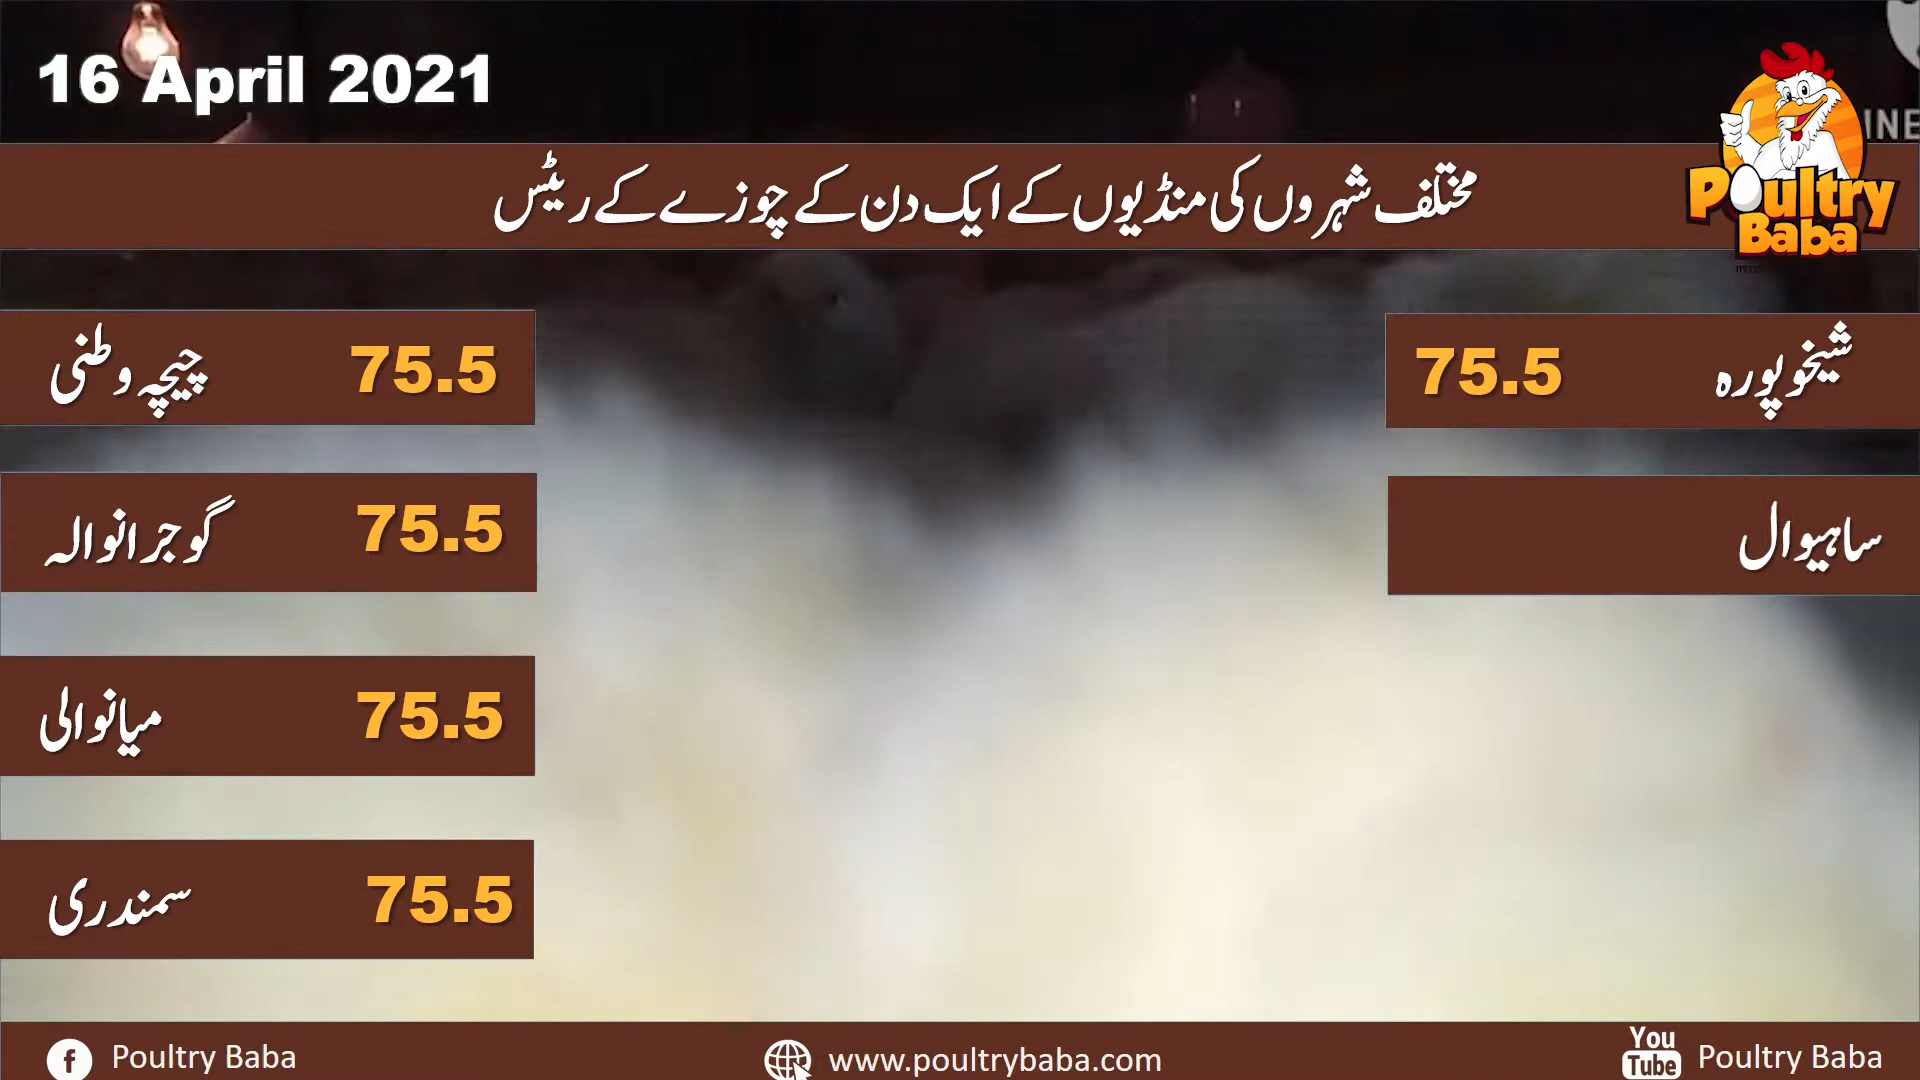 16 April 2021
Poultry
Baba
مختلف شہروں کی منڈیوں کے ایک دن کے چوزے کے ریٹس
شیخوپورہ 75.5
چیچہ وطنی 75.5
ساہیوال
گوجرانوالہ 75.5
میانوالی 75.5
سمندری 75.5
Poultry Baba
www.poultrybaba.com
You
Tube
Poultry Baba